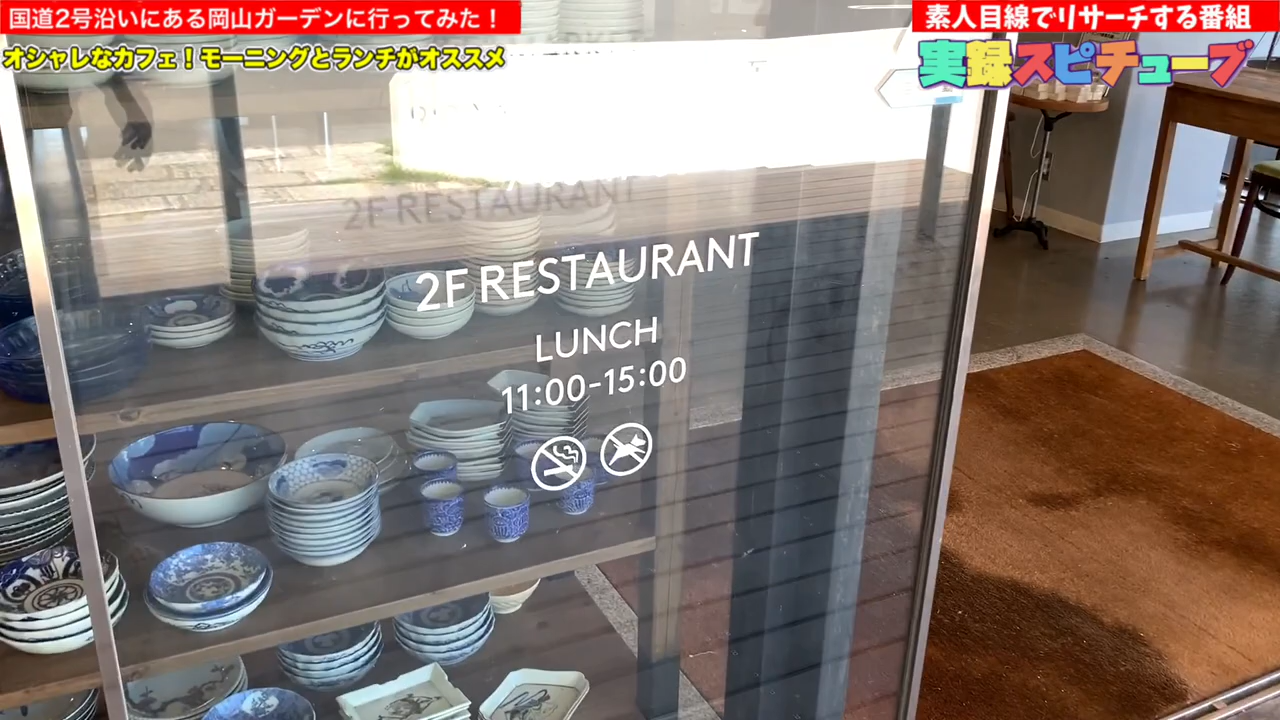 国道2号沿いにある岡山ガーデンに行ってみた！
オシャレなカフェ！モーニングとランチがオススメ
素人目線でリサーチする番組
実録スピチューブ
2F RESTAURANT
2F RESTAURANT
LUNCH
11:00-15:00